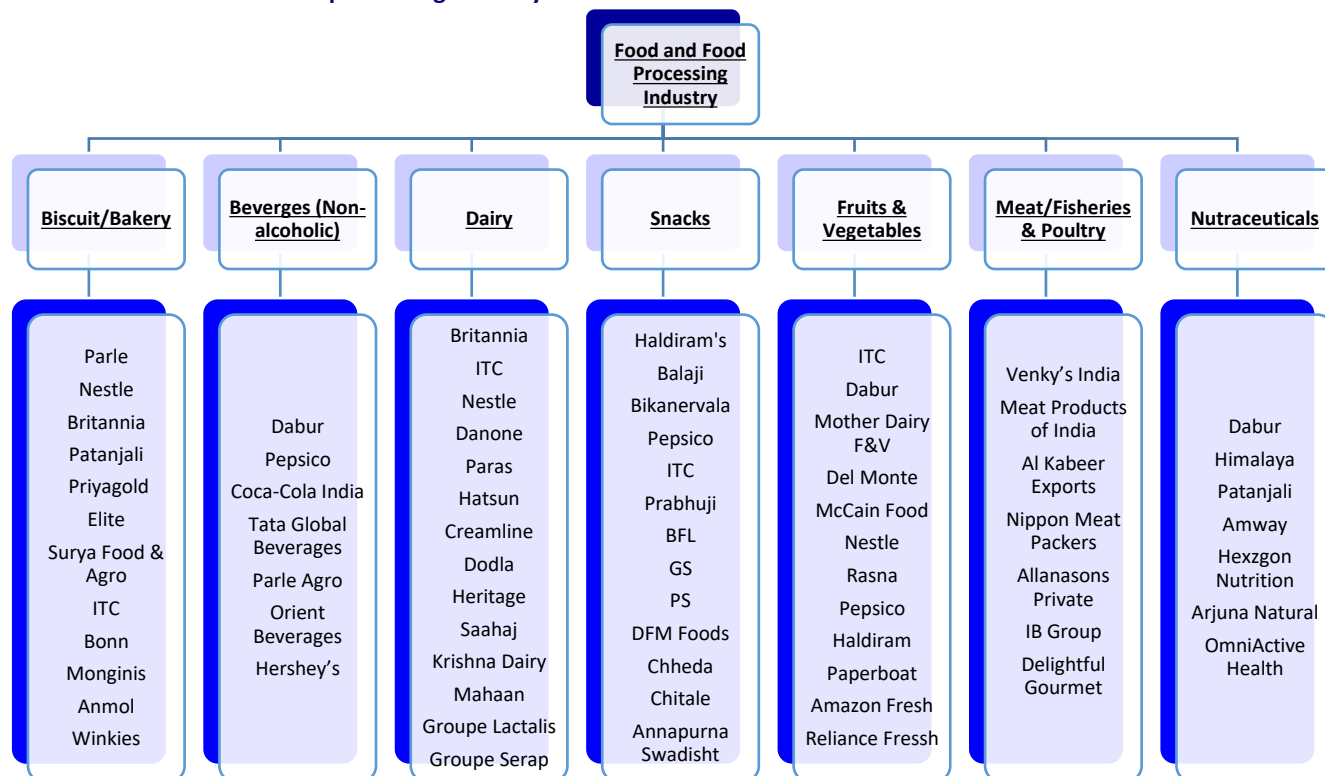 Food and Food
Processing
Industry
Biscuit/Bakery
Beverges (Non-
alcoholic)
Dairy
Snacks
Fruits &
Vegetables
Meat/Fisheries
& Poultry
Nutraceuticals
Parle
Nestle
Britannia
Patanjali
Priyagold
Elite
Surya Food &
Agro
ITC
Bonn
Monginis
Anmol
Winkies
Dabur
Pepsico
Coca-Cola India
Tata Global
Beverages
Parle Agro
Orient
Beverages
Hershey’s
Britannia
ITC
Nestle
Danone
Paras
Hatsun
Creamline
Dodla
Heritage
Saahaj
Krishna Dairy
Mahaan
Groupe Lactalis
Groupe Serap
Haldiram's
Balaji
Bikanervala
Pepsico
ITC
Prabhuji
BFL
GS
PS
DFM Foods
Chheda
Chitale
Annapurna
Swadisht
ITC
Dabur
Mother Dairy
F&V
Del Monte
McCain Food
Nestle
Rasna
Pepsico
Haldiram
Paperboat
Amazon Fresh
Reliance Fressh
Venky’s India
Meat Products
of India
Al Kabeer
Exports
Nippon Meat
Packers
Allanasons
Private
IB Group
Delightful
Gourmet
Dabur
Himalaya
Patanjali
Amway
Hexzgon
Nutrition
Arjuna Natural
OmniActive
Health